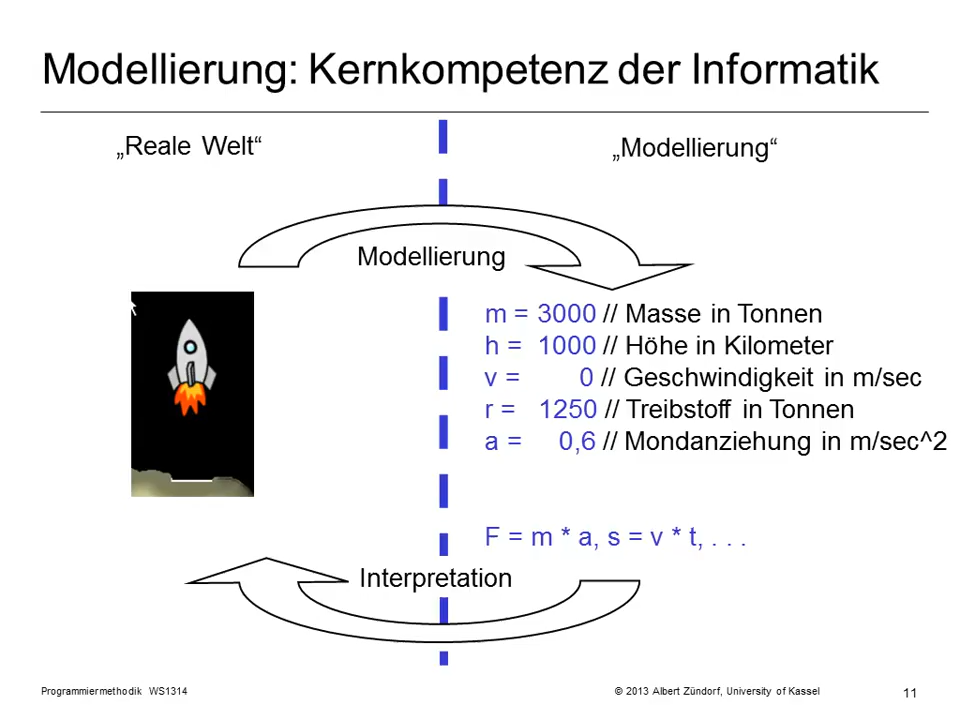 Modellierung: Kernkompetenz der Informatik
„Reale Welt“
„Modellierung“
Modellierung
m = 3000 // Masse in Tonnen
h = 1000 // Höhe in Kilometer
v = 0 // Geschwindigkeit in m/sec
r = 1250 // Treibstoff in Tonnen
a = 0,6 // Mondanziehung in m/sec^2
F = m * a, s = v * t, . . .
Interpretation
Programmiermethodik WS1314
© 2013 Albert Zündorf, University of Kassel
11